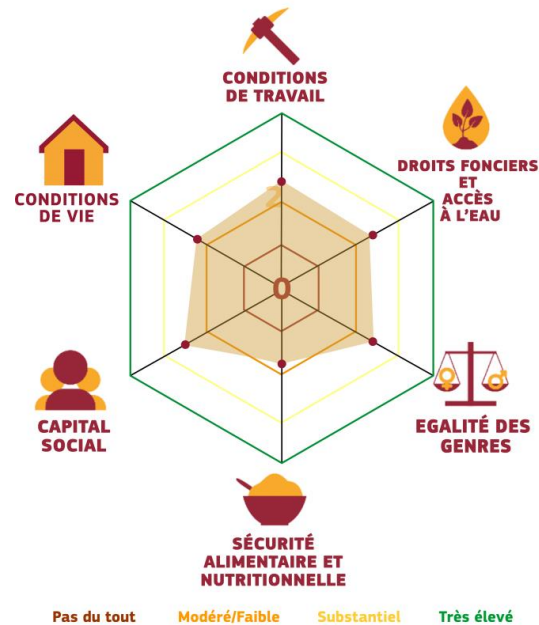 CONDITIONS
DE TRAVAIL
DROITS FONCIERS
ET
ACCÈS
À L'EAU
CONDITIONS
DE VIE
2
0
EGALITÉ DES
GENRES
CAPITAL
SOCIAL
SÉCURITÉ
ALIMENTAIRE ET
NUTRITIONNELLE
Pas du tout Modéré/Faible Substantiel Très élevé